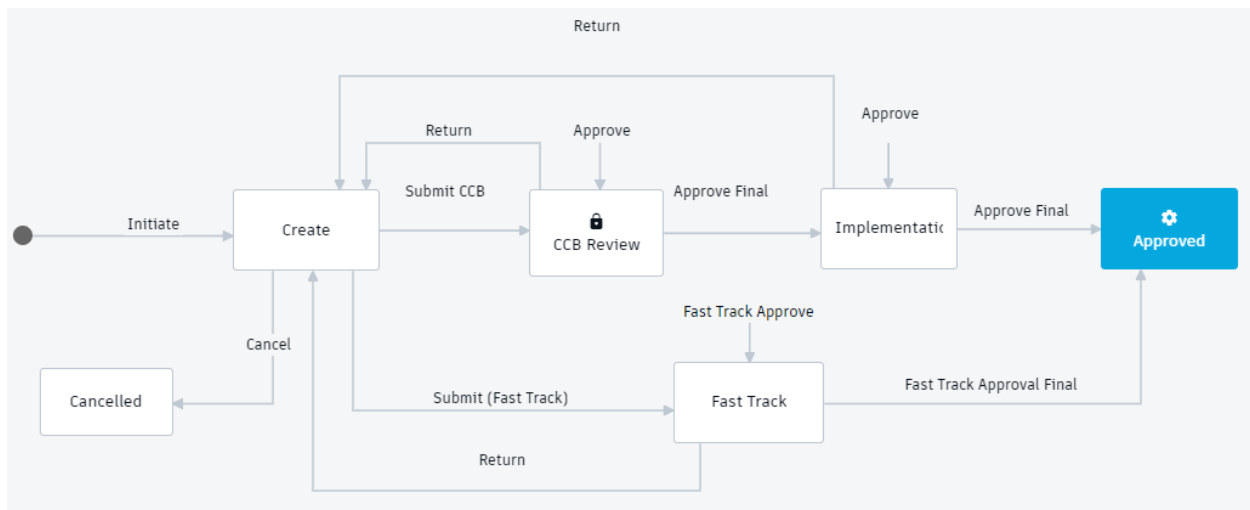 Return
Approve
Return
Approve
Submit CCB
Approve Final
Approve Final
Initiate
Create
CCB Review
Implementatic
Approved
Fast Track Approve
Cancel
Fast Track Approval Final
Cancelled
Submit (Fast Track)
Fast Track
Return